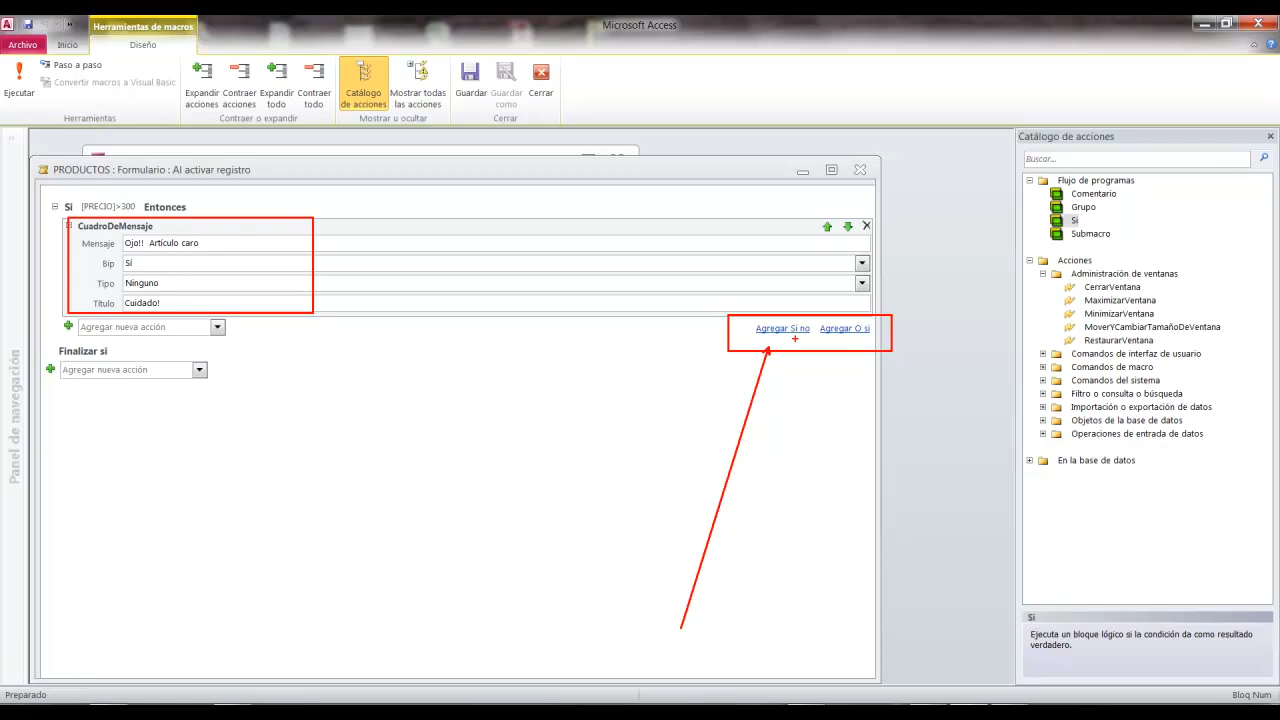 Herramientas de macros
Microsoft Access
Archivo
Inicio
Diseño
Ejecutar
Paso a paso
Convertir macros a Visual Basic
Herramientas
Expandir acciones
Contraer acciones
Expandir todo
Contraer todo
Contraer o expandir
Catálogo de acciones
Mostrar todas las acciones
Mostrar u ocultar
Guardar
Guardar como
Cerrar
Cerrar
Panel de navegación
PRODUCTOS : Formulario : Al activar registro
Si [PRECIO]>300 Entonces
CuadroDeMensaje
Mensaje Ojo!! Artículo caro
Bip Sí
Tipo Ninguno
Título Cuidado!
Agregar nueva acción
Agregar Si no Agregar O si
Finalizar si
Agregar nueva acción
Catálogo de acciones
Buscar...
Flujo de programas
Comentario
Grupo
Si
Submacro
Acciones
Administración de ventanas
CerrarVentana
MaximizarVentana
MinimizarVentana
MoverYCambiarTamañoDeVentana
RestaurarVentana
Comandos de interfaz de usuario
Comandos de macro
Comandos del sistema
Filtro o consulta o búsqueda
Importación o exportación de datos
Objetos de la base de datos
Operaciones de entrada de datos
En la base de datos
Si
Ejecuta un bloque lógico si la condición da como resultado
verdadero.
Preparado
Bloq Num